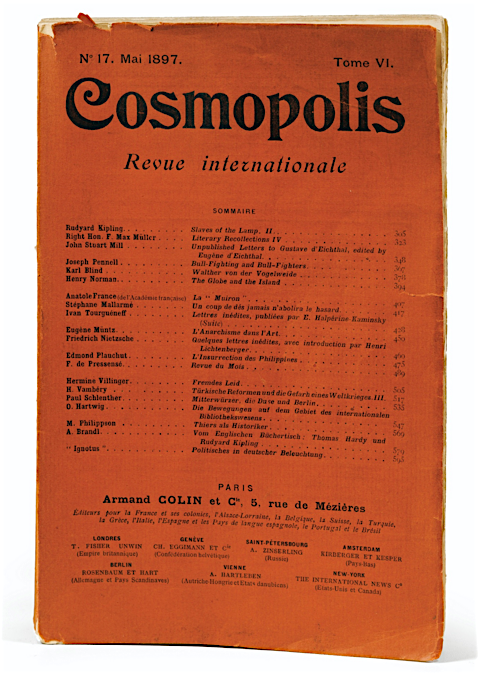 N° 17. Mai 1897. Tome VI.
Cosmopolis
Revue internationale
SOMMAIRE
Rudyard Kipling. Slaves of the Lamp. II 305
Right Hon. F. Max Müller. Literary Recollections IV 323
John Stuart Mill Unpublished Letters to Gustave d'Eichthal, edited by
Eugène d'Eichthal. 348
Joseph Pennell. Bull-Fighting and Bull-Fighters. 367
Karl Blind Walther von der Vogelweide 378
Henry Norman. The Globe and the Island 394
Anatole France (de l'Académie française) La "Muiron". 407
Stéphane Mallarmé Un coup de dés jamais n'abolira le hasard. 417
Ivan Tourguéneff Lettres inédites, publiées par E. Halpérine-Kaminsky
(Suite) 428
Eugène Müntz. L'Anarchisme dans l'Art. 439
Friedrich Nietzsche Quelques lettres inédites, avec introduction par Henri
Lichtenberger. 460
Edmond Planchut. L'Insurrection des Philippines 475
F. de Pressensé. Revue du Mois. 489
Hermine Villinger. Fremdes Leid 505
H. Vambéry Türkische Reformen und die Gefahr eines Weltkrieges. III.
Paul Schlenther Mitterwurzer, die Duse und Berlin. 533
O. Hartwig. Die Bewegungen auf dem Gebiet des internationalen
Bibliothekswesens. 547
M. Philippson Thiers als Historiker 560
A. Brandl. Vom Englischen Büchertisch: Thomas Hardy und
Rudyard Kipling 579
"Ignotus" Politisches in deutscher Beleuchtung.
PARIS
Armand COLIN et Cie, 5, rue de Mézières
Éditeurs pour la France et ses colonies, l'Alsace-Lorraine, la Belgique, la Suisse, la Turquie,
la Grèce, l'Italie, l'Espagne et les Pays de langue espagnole, le Portugal et le Brésil
LONDRES
T. FISHER UNWIN
(Empire britannique)
GENÈVE
CH. EGGIMANN ET Cie
(Confédération helvétique)
SAINT-PÉTERSBOURG
A. ZINSERLING
(Russie)
AMSTERDAM
KIRBERGER ET KESPER
(Pays-Bas)
BERLIN
ROSENBAUM ET HART
(Allemagne et Pays Scandinaves)
VIENNE
A. HARTLEBEN
(Autriche-Hongrie et États danubiens)
NEW-YORK
THE INTERNATIONAL NEWS Co
(États-Unis et Canada)